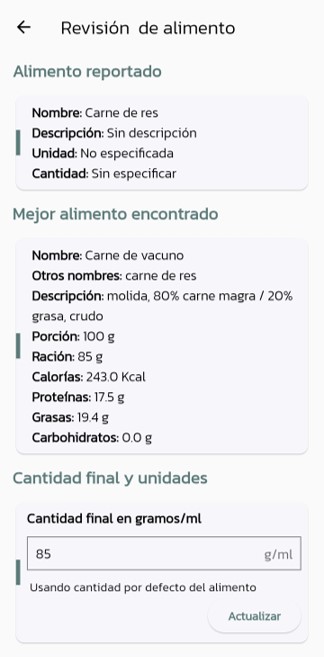 Revisión de alimento
Alimento reportado
Nombre: Carne de res
Descripción: Sin descripción
Unidad: No especificada
Cantidad: Sin especificar
Mejor alimento encontrado
Nombre: Carne de vacuno
Otros nombres: carne de res
Descripción: molida, 80% carne magra / 20%
grasa, crudo
Porción: 100 g
Ración: 85 g
Calorías: 243.0 Kcal
Proteínas: 17.5 g
Grasas: 19.4 g
Carbohidratos: 0.0 g
Cantidad final y unidades
Cantidad final en gramos/ml
85 g/ml
Usando cantidad por defecto del alimento
Actualizar